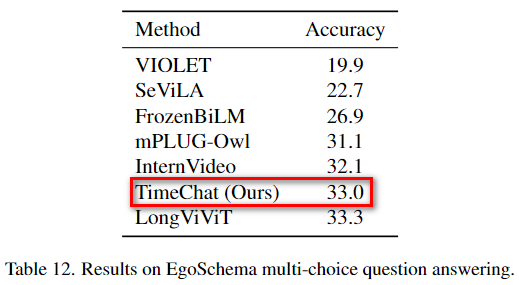 Method Accuracy
VIOLET 19.9
SeViLA 22.7
FrozenBiLM 26.9
mPLUG-Owl 31.1
InternVideo 32.1
TimeChat (Ours) 33.0
LongViViT 33.3
Table 12. Results on EgoSchema multi-choice question answering.